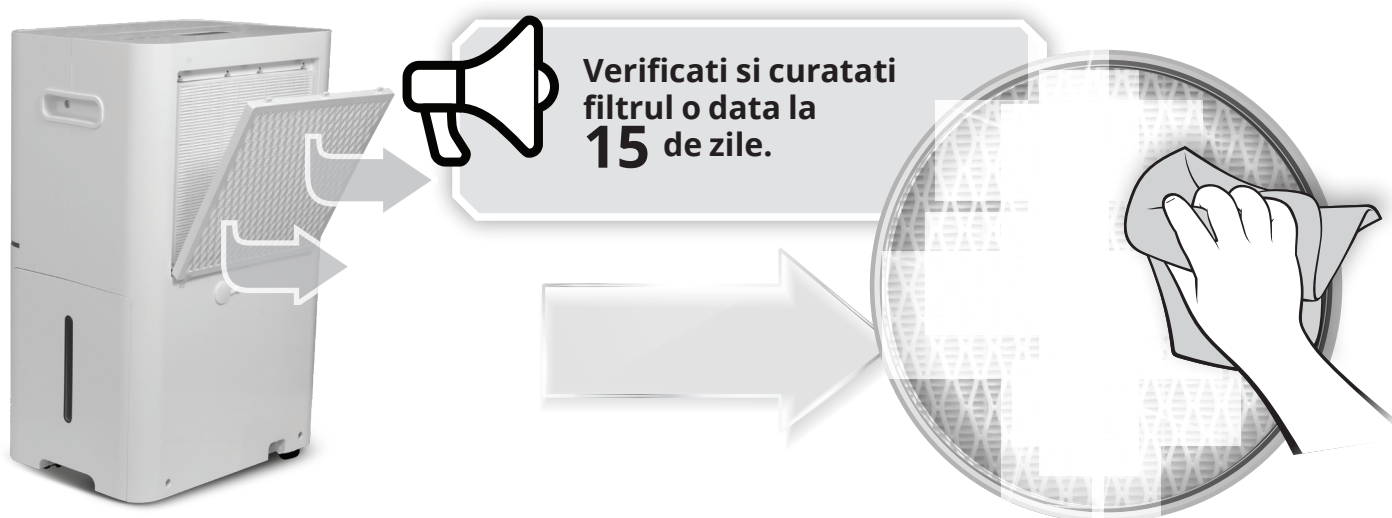 Verificati si curatati
filtrul o data la
15 de zile.